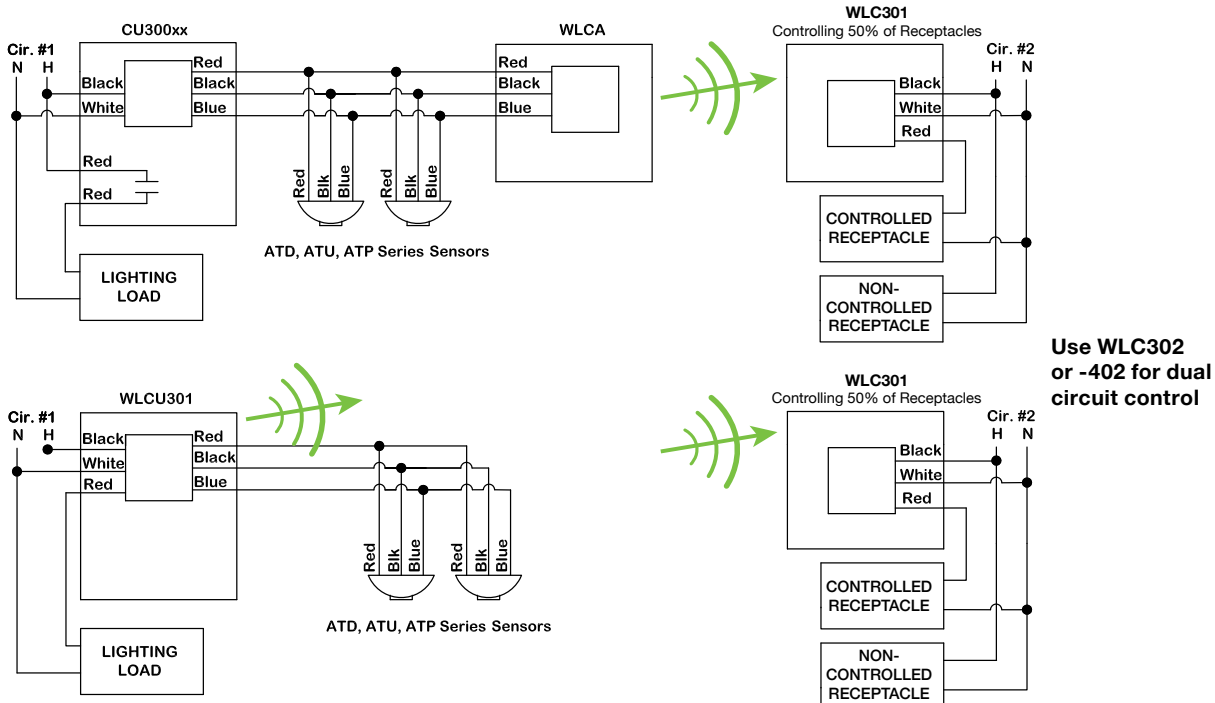 CU300xx
Cir. #1
N H
Black
White
Red
Red
Red
Black
Blue
LIGHTING
LOAD
Red
Blk
Blue
Red
Blk
Blue
ATD, ATU, ATP Series Sensors
WLCA
Red
Black
Blue
WLC301
Controlling 50% of Receptacles
Cir. #2
H N
Black
White
Red
CONTROLLED
RECEPTACLE
NON-
CONTROLLED
RECEPTACLE
Use WLC302
or -402 for dual
circuit control
WLCU301
Cir. #1
N H
Black
White
Red
Red
Black
Blue
LIGHTING
LOAD
Red
Blk
Blue
Red
Blk
Blue
ATD, ATU, ATP Series Sensors
WLC301
Controlling 50% of Receptacles
Cir. #2
H N
Black
White
Red
CONTROLLED
RECEPTACLE
NON-
CONTROLLED
RECEPTACLE